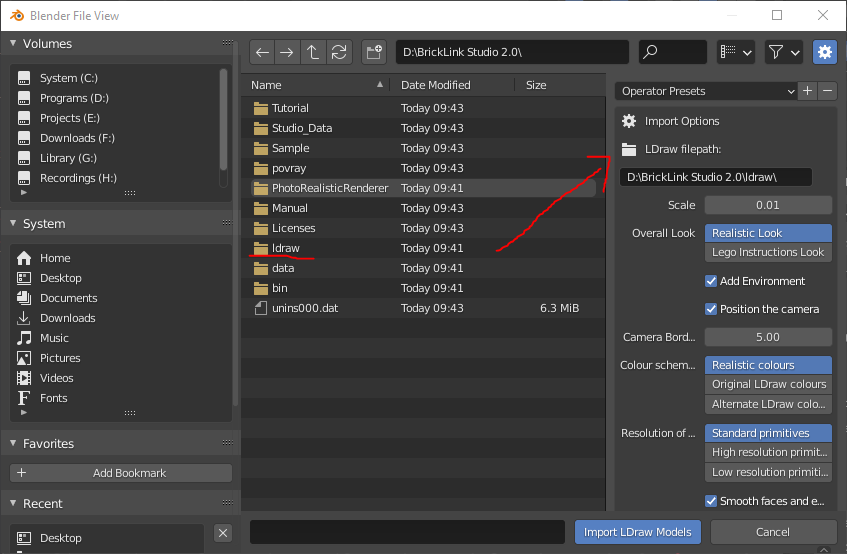 Blender File View
Volumes
System (C:)
Programs (D:)
Projects (E:)
Downloads (F:)
Library (G:)
Recordings (H:)
System
Home
Desktop
Documents
Downloads
Music
Pictures
Videos
Fonts
Favorites
+ Add Bookmark
Recent
Desktop
D:\BrickLink Studio 2.0\
Name Date Modified Size
Tutorial Today 09:43
Studio_Data Today 09:43
Sample Today 09:43
povray Today 09:43
PhotoRealisticRenderer Today 09:41
Manual Today 09:43
Licenses Today 09:43
ldraw Today 09:41
data Today 09:41
bin Today 09:41
unins000.dat Today 09:43 6.3 MiB
Operator Presets
Import Options
LDraw filepath:
D:\BrickLink Studio 2.0\ldraw\
Scale 0.01
Overall Look Realistic Look
Lego Instructions Look
Add Environment
Position the camera
Camera Bord... 5.00
Colour schem... Realistic colours
Original LDraw colours
Alternate LDraw colo...
Resolution of ... Standard primitives
High resolution primit...
Low resolution primiti...
Smooth faces and e...
Import LDraw Models
Cancel